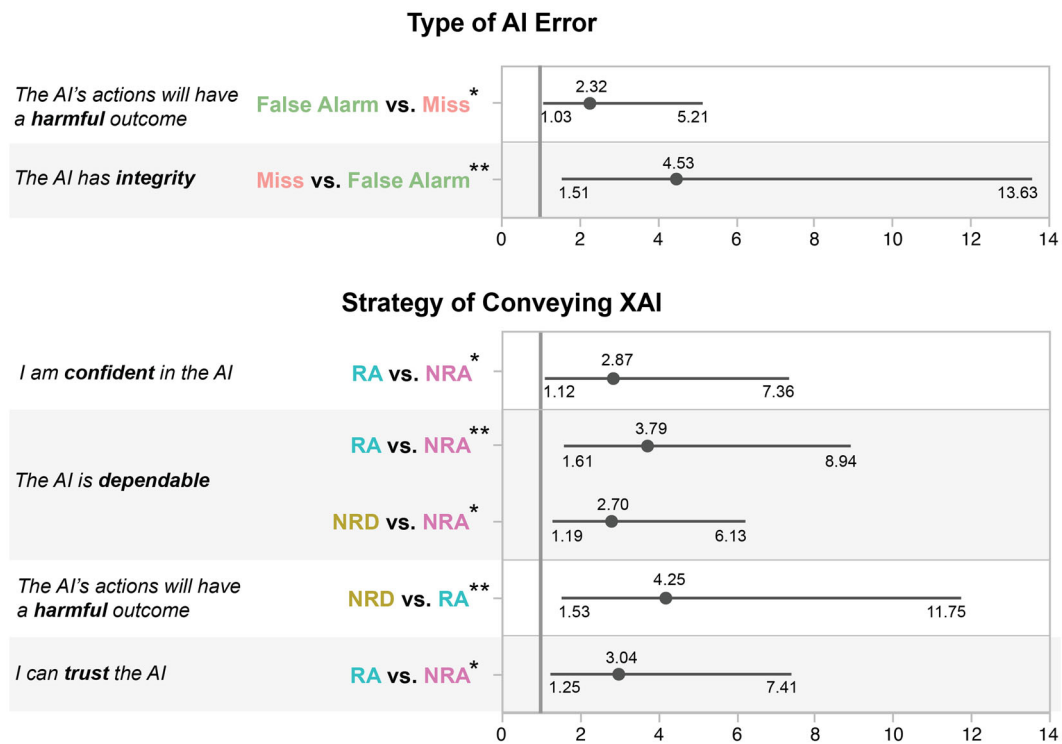 Type of AI Error
The AI's actions will have
a harmful outcome
False Alarm vs. Miss*
2.32
1.03
5.21
The AI has integrity
Miss vs. False Alarm**
4.53
1.51
13.63
0 2 4 6 8 10 12 14
Strategy of Conveying XAI
I am confident in the AI
RA vs. NRA*
2.87
1.12
7.36
The AI is dependable
RA vs. NRA**
3.79
1.61
8.94
NRD vs. NRA*
2.70
1.19
6.13
The AI's actions will have
a harmful outcome
NRD vs. RA**
4.25
1.53
11.75
I can trust the AI
RA vs. NRA*
3.04
1.25
7.41
0 2 4 6 8 10 12 14